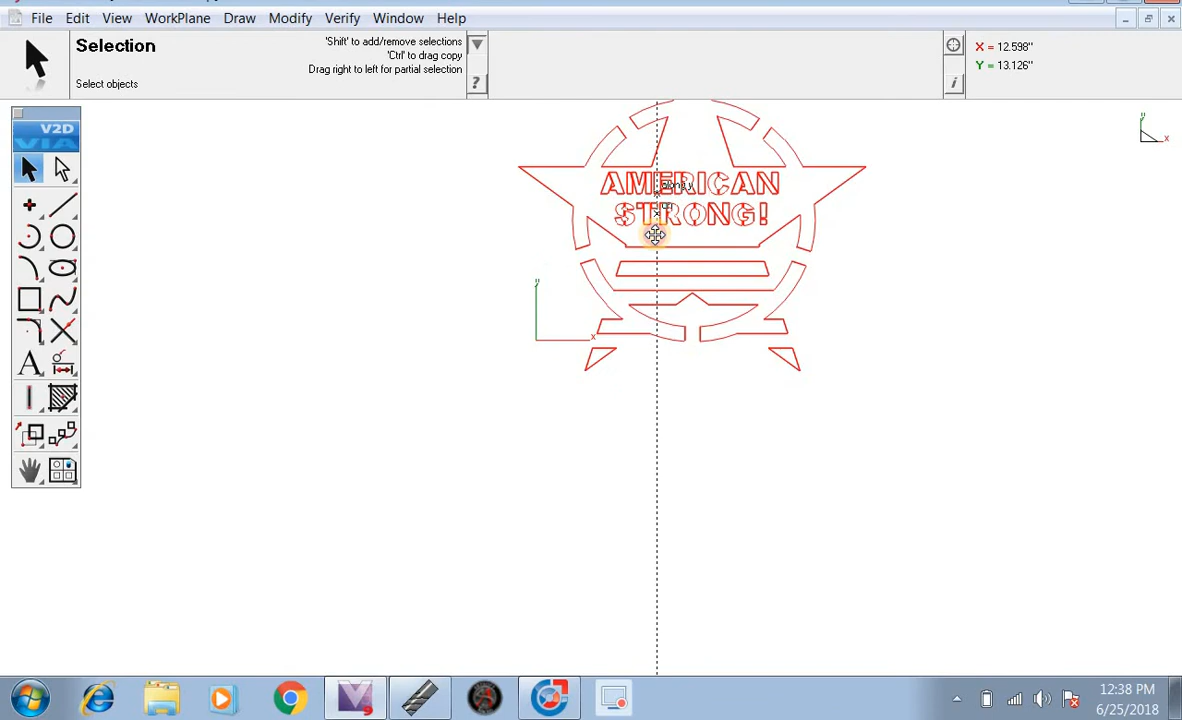 File Edit View WorkPlane Draw Modify Verify Window Help
Selection
'Shift' to add/remove selections
'Ctrl' to drag copy
Drag right to left for partial selection
Select objects
?
i
X = 12.598"
Y = 13.126"
V2D
VIA
A
y
x
y
x
AMERICAN
STRONG!
9
12:38 PM
6/25/2018